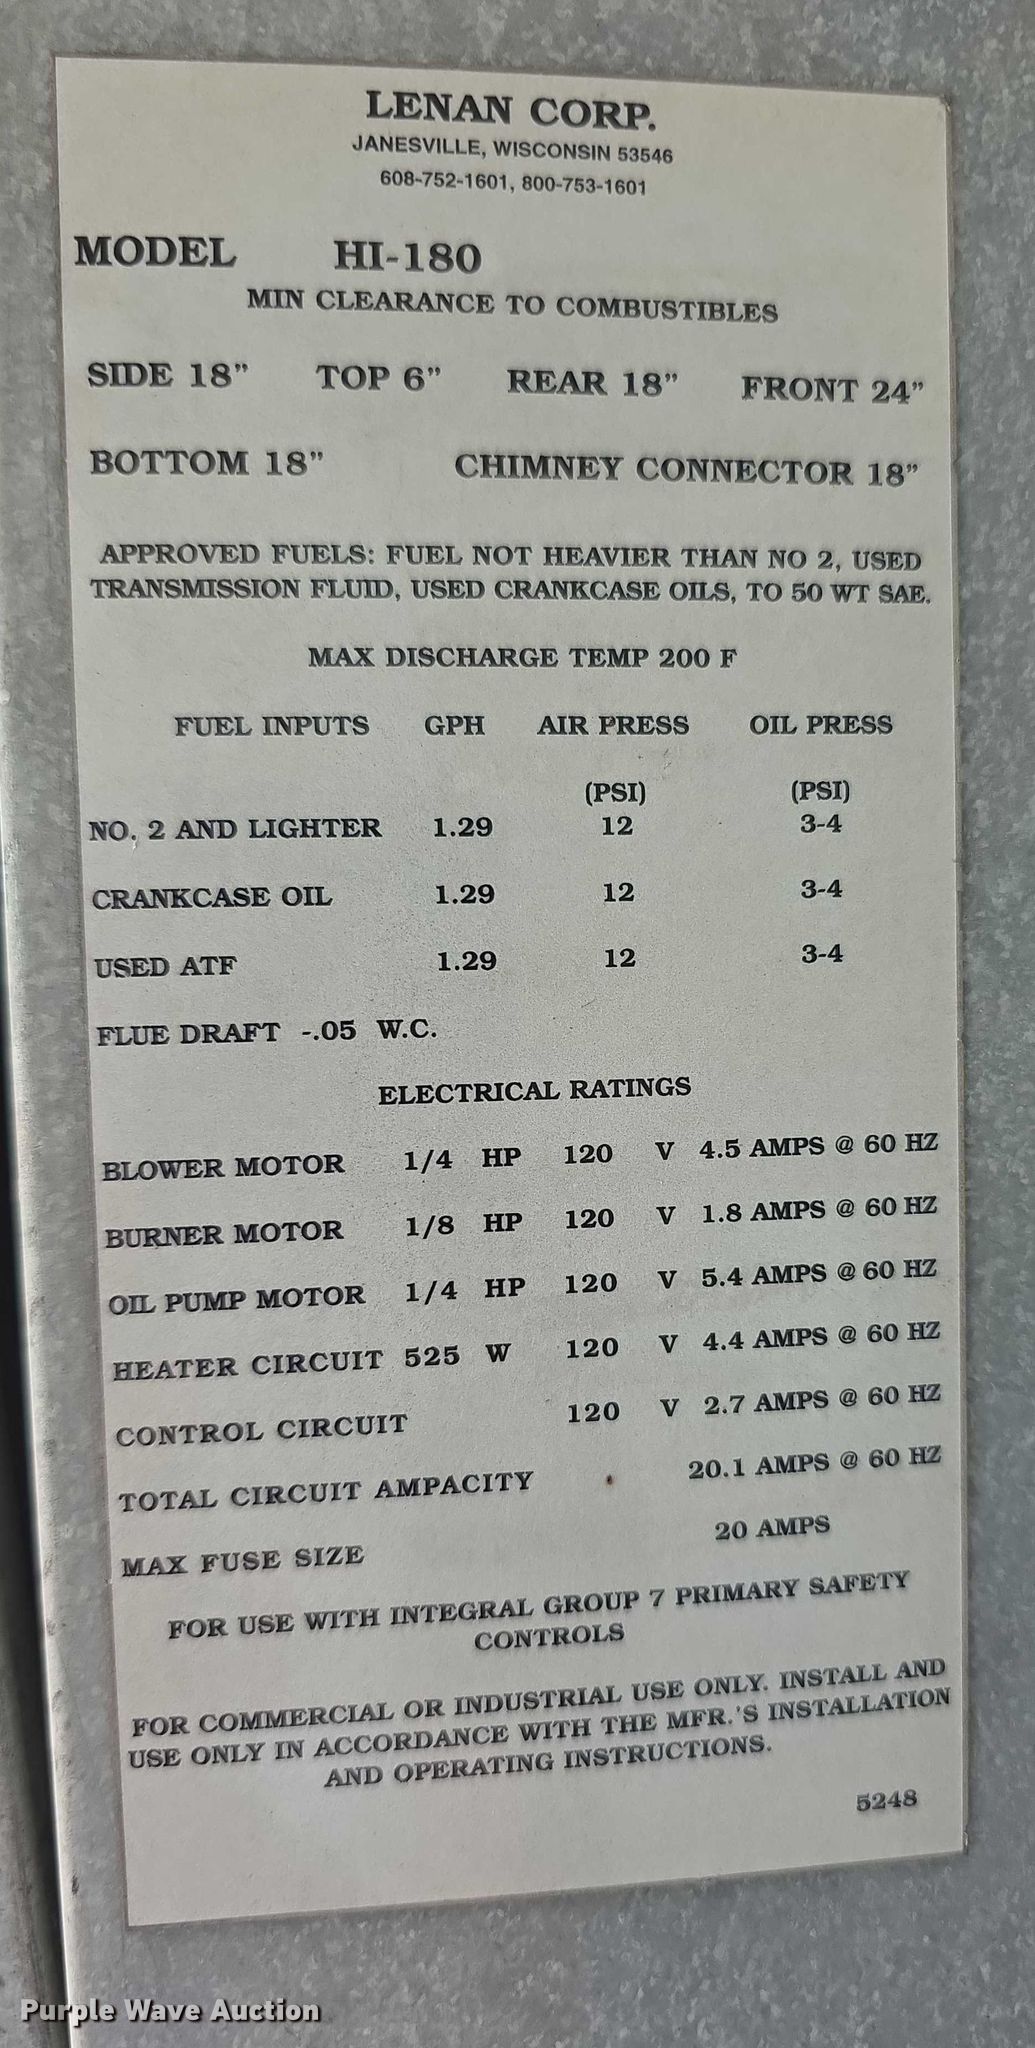 LENAN CORP.
JANESVILLE, WISCONSIN 53546
608-752-1601, 800-753-1601
MODEL HI-180
MIN CLEARANCE TO COMBUSTIBLES
SIDE 18" TOP 6" REAR 18" FRONT 24"
BOTTOM 18" CHIMNEY CONNECTOR 18"
APPROVED FUELS: FUEL NOT HEAVIER THAN NO 2, USED
TRANSMISSION FLUID, USED CRANKCASE OILS, TO 50 WT SAE.
MAX DISCHARGE TEMP 200 F
FUEL INPUTS GPH AIR PRESS OIL PRESS
(PSI) (PSI)
NO. 2 AND LIGHTER 1.29 12 3-4
CRANKCASE OIL 1.29 12 3-4
USED ATF 1.29 12 3-4
FLUE DRAFT -.05 W.C.
ELECTRICAL RATINGS
BLOWER MOTOR 1/4 HP 120 V 4.5 AMPS @ 60 HZ
BURNER MOTOR 1/8 HP 120 V 1.8 AMPS @ 60 HZ
OIL PUMP MOTOR 1/4 HP 120 V 5.4 AMPS @ 60 HZ
HEATER CIRCUIT 525 W 120 V 4.4 AMPS @ 60 HZ
CONTROL CIRCUIT 120 V 2.7 AMPS @ 60 HZ
TOTAL CIRCUIT AMPACITY 20.1 AMPS @ 60 HZ
MAX FUSE SIZE 20 AMPS
FOR USE WITH INTEGRAL GROUP 7 PRIMARY SAFETY
CONTROLS
FOR COMMERCIAL OR INDUSTRIAL USE ONLY. INSTALL AND
USE ONLY IN ACCORDANCE WITH THE MFR.'S INSTALLATION
AND OPERATING INSTRUCTIONS.
5248
Purple Wave Auction